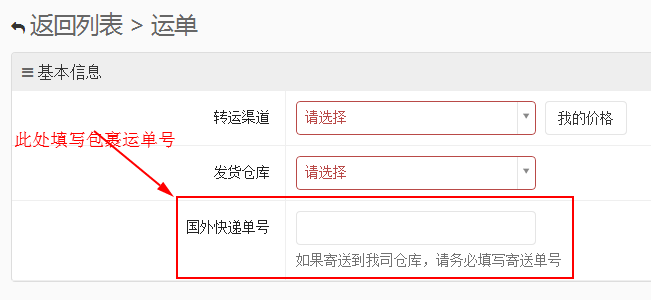 返回列表 > 运单
基本信息
转运渠道 请选择 我的价格
此处填写包裹运单号
发货仓库 请选择
国外快递单号
如果寄送到我司仓库，请务必填写寄送单号